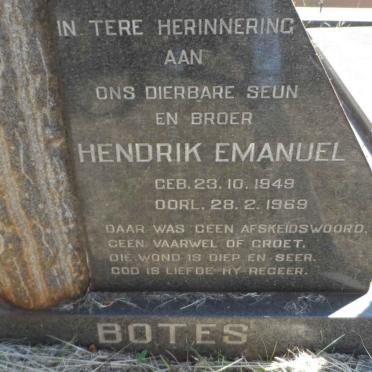 IN TERE HERINNERING
AAN
ONS DIERBARE SEUN
EN BROER
HENDRIK EMANUEL
GEB. 23. 10. 1949
OORL. 28. 2. 1969
DAAR WAS GEEN AFSKEIDSWOORD,
GEEN VAARWEL OF GROET,
DIE WOND IS DIEP EN SEER.
GOD IS LIEFDE HY REGEER.
BOTES